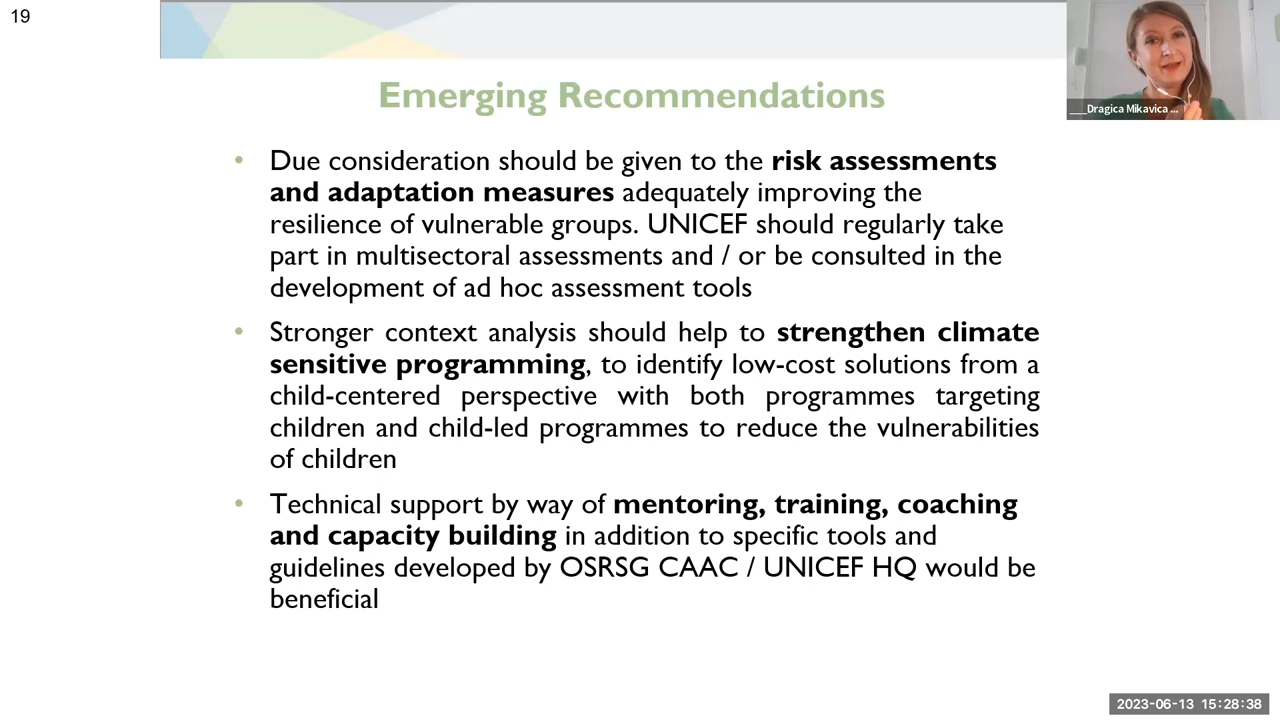 19
___Dragica Mikavica ...
Emerging Recommendations
• Due consideration should be given to the risk assessments
and adaptation measures adequately improving the
resilience of vulnerable groups. UNICEF should regularly take
part in multisectoral assessments and / or be consulted in the
development of ad hoc assessment tools
• Stronger context analysis should help to strengthen climate
sensitive programming, to identify low-cost solutions from a
child-centered perspective with both programmes targeting
children and child-led programmes to reduce the vulnerabilities
of children
• Technical support by way of mentoring, training, coaching
and capacity building in addition to specific tools and
guidelines developed by OSRSG CAAC / UNICEF HQ would be
beneficial
2023-06-13 15:28:38